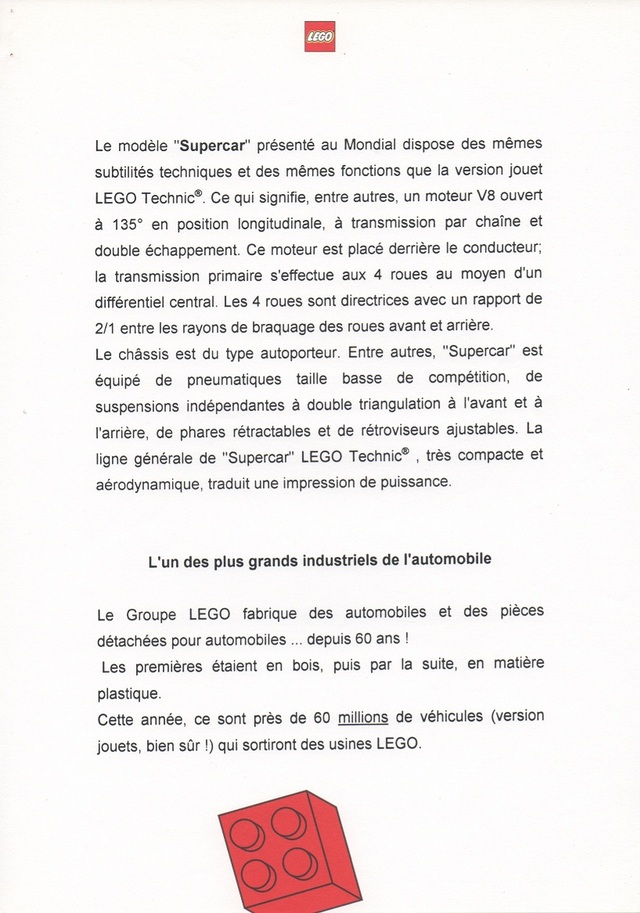 LEGO
Le modèle "Supercar" présenté au Mondial dispose des mêmes
subtilités techniques et des mêmes fonctions que la version jouet
LEGO Technic®. Ce qui signifie, entre autres, un moteur V8 ouvert
à 135° en position longitudinale, à transmission par chaîne et
double échappement. Ce moteur est placé derrière le conducteur;
la transmission primaire s'effectue aux 4 roues au moyen d'un
différentiel central. Les 4 roues sont directrices avec un rapport de
2/1 entre les rayons de braquage des roues avant et arrière.
Le châssis est du type autoporteur. Entre autres, "Supercar" est
équipé de pneumatiques taille basse de compétition, de
suspensions indépendantes à double triangulation à l'avant et à
l'arrière, de phares rétractables et de rétroviseurs ajustables. La
ligne générale de "Supercar" LEGO Technic® , très compacte et
aérodynamique, traduit une impression de puissance.
L'un des plus grands industriels de l'automobile
Le Groupe LEGO fabrique des automobiles et des pièces
détachées pour automobiles ... depuis 60 ans !
Les premières étaient en bois, puis par la suite, en matière
plastique.
Cette année, ce sont près de 60 millions de véhicules (version
jouets, bien sûr !) qui sortiront des usines LEGO.